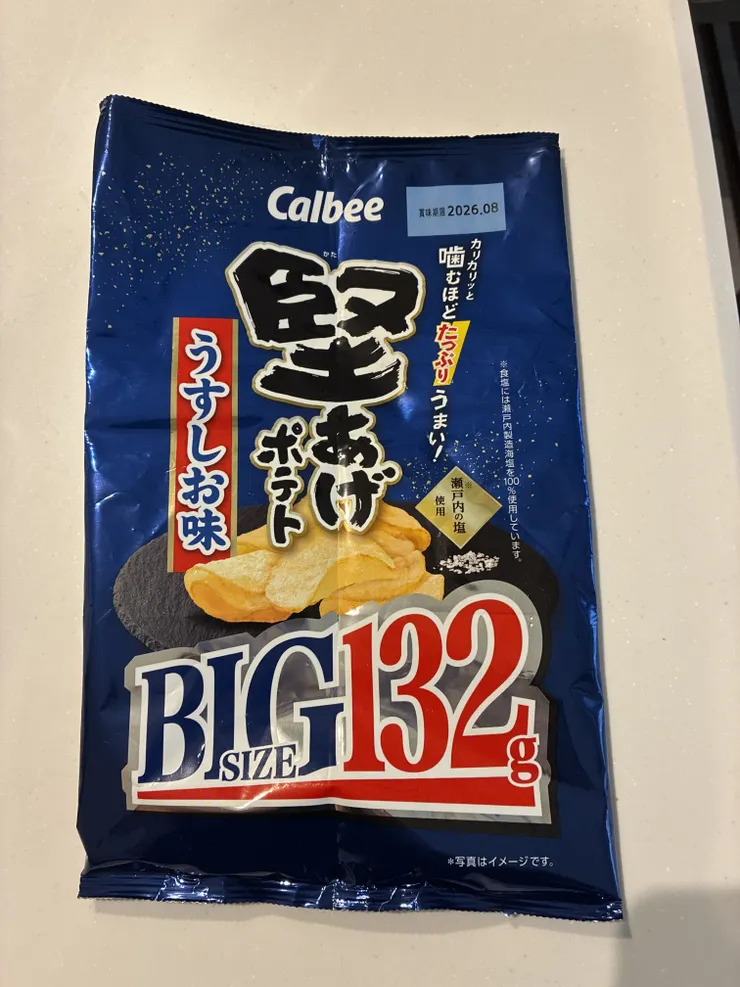 Calbee
賞味期限 2026.08
かた
堅あげ
ポテト
うすしお味
カリカリッと
噛むほどたっぷりうまい!
※食塩には瀬戸内製造海塩を100%使用しています。
※
瀬戸内の塩
使用
BIG
SIZE
132g
*写真はイメージです。